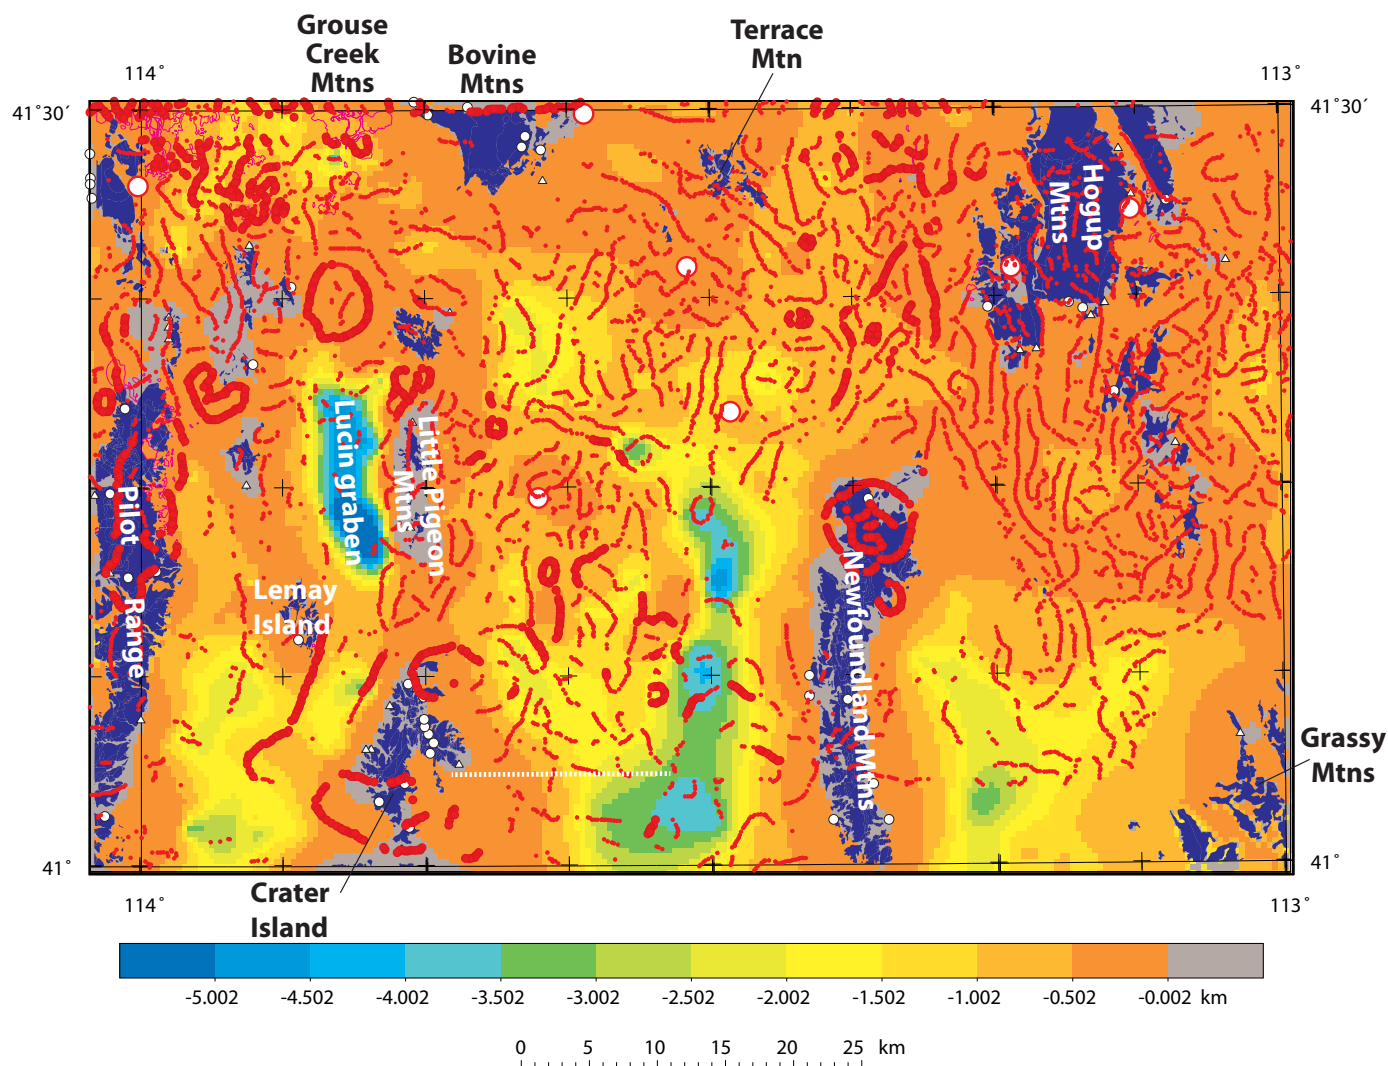 Grouse
Creek
Mtns
Bovine
Mtns
Terrace
Mtn
114°
113°
41°30′
41°30′
Hogup
Mtns
Lucin graben
Little Pigeon
Mtns
Pilot
Range
Lemay
Island
Newfoundland Mtns
Grassy
Mtns
41°
41°
114°
113°
Crater
Island
-5.002 -4.502 -4.002 -3.502 -3.002 -2.502 -2.002 -1.502 -1.002 -0.502 -0.002 km
0 5 10 15 20 25 km